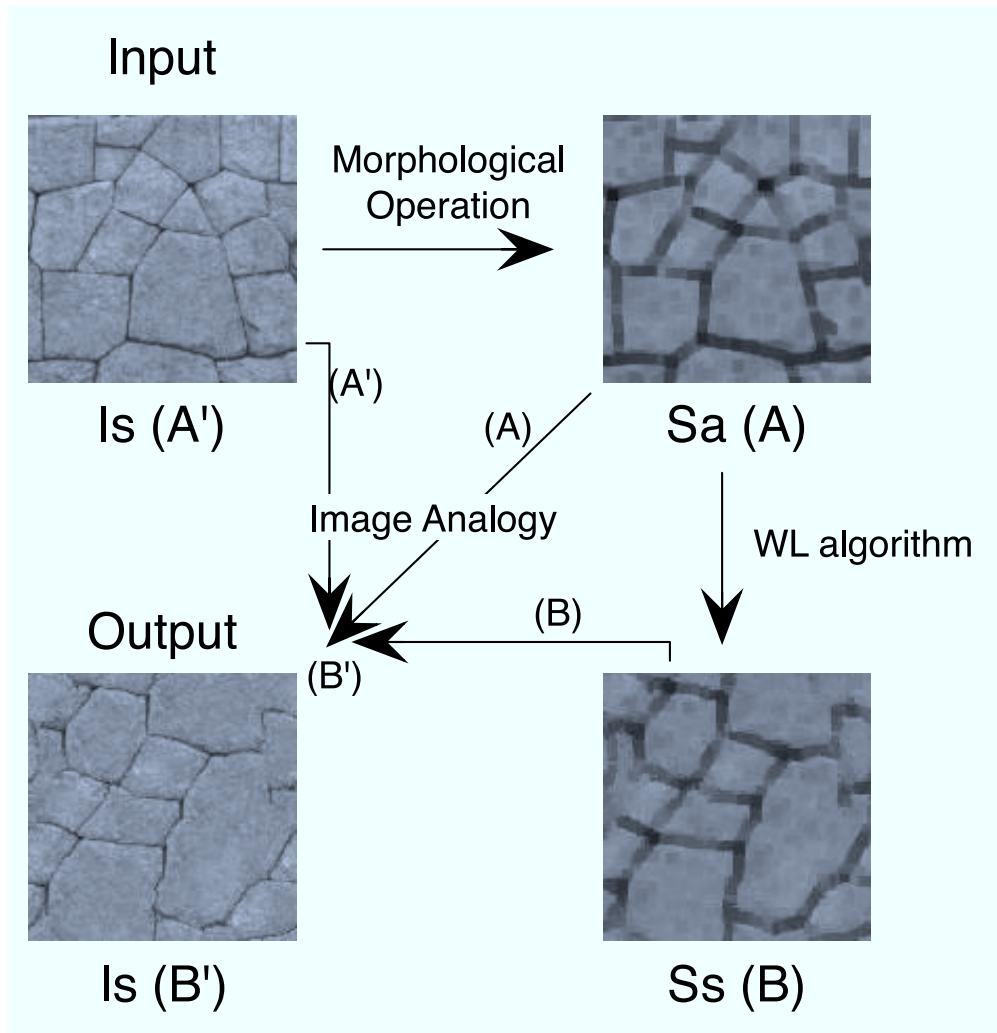 Input
Morphological
Operation
Is (A')
(A')
(A)
Sa (A)
Image Analogy
WL algorithm
Output
(B)
(B')
Is (B')
Ss (B)